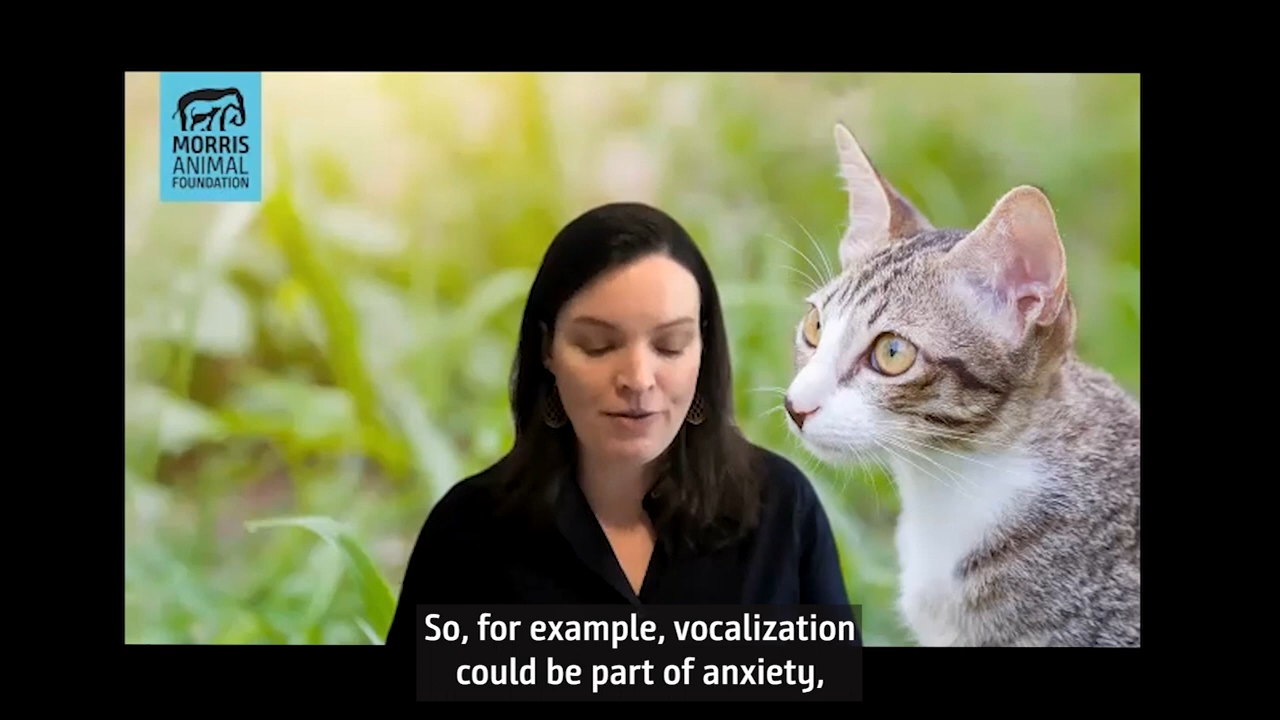 MORRIS
ANIMAL
FOUNDATION
So, for example, vocalization
could be part of anxiety,